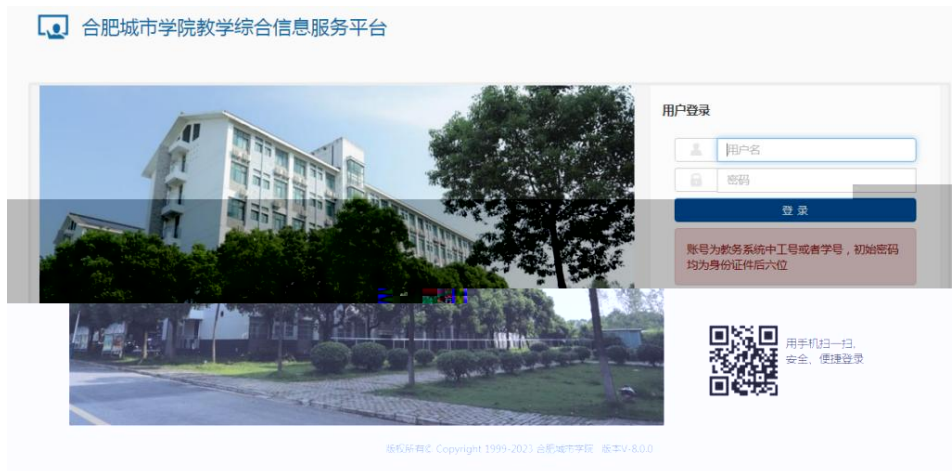 合肥城市学院教学综合信息服务平台
用户登录
用户名
密码
登 录
账号为教务系统中工号或者学号，初始密码
均为身份证件后六位
用手机扫一扫,
安全、便捷登录
版权所有© Copyright 1999-2023 合肥城市学院 版本V-8.0.0